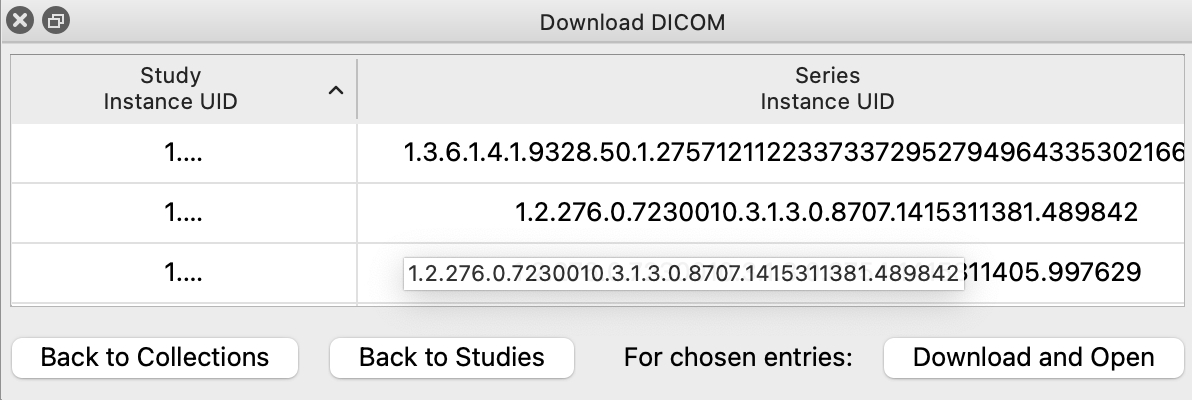 Download DICOM
Study
Instance UID
Series
Instance UID
1.... 1.3.6.1.4.1.9328.50.1.275712112233733729527949643353021 66
1.... 1.2.276.0.7230010.3.1.3.0.8707.1415311381.489842
1.... 1.2.276.0.7230010.3.1.3.0.8707.1415311381.489842 311405.997629
Back to Collections Back to Studies For chosen entries: Download and Open